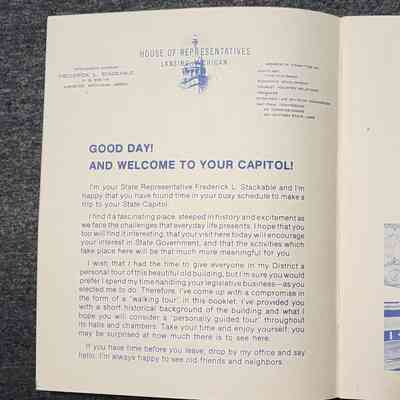 HOUSE OF REPRESENTATIVES
LANSING, MICHIGAN
FREDERICK L. STACKABLE
GOOD DAY!
AND WELCOME TO YOUR CAPITOL!
I'm your State Representative Frederick L. Stackable and I'm
happy that you have found time in your busy schedule to make a
trip to your State Capitol.
I find it a fascinating place, steeped in history and excitement as
we face the challenges that everyday life presents. I hope that you
too will find it interesting, that your visit here today will encourage
your interest in State Government, and that the activities which
take place here will be that much more meaningful for you.
I wish that I had the time to give everyone in my District a
personal tour of this beautiful old building, but I'm sure you would
prefer I spend my time handling your legislative business—as you
elected me to do. Therefore, I've come up with a compromise in
the form of a "walking tour" in this booklet. I've provided you
with a short historical background of the building and what I
hope you will consider a "personally guided tour" throughout
its halls and chambers. Take your time and enjoy yourself; you
may be surprised at how much there is to see here.
If you have time before you leave, drop by my office and say
hello. I'm always happy to see old friends and neighbors.